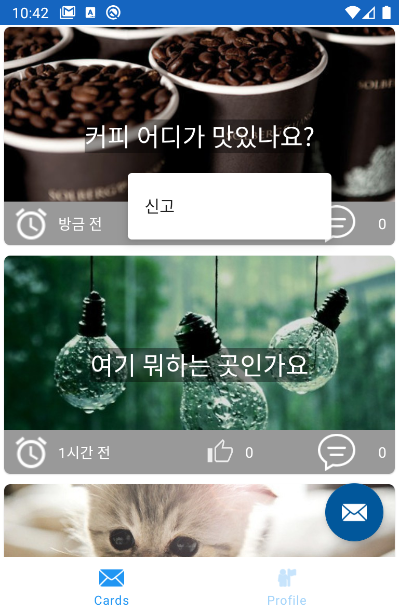 10:42
커피 어디가 맛있나요?
SOLBERG
신고
방금 전
0
여기 뭐하는 곳인가요
1시간 전
0
0
Cards
Profile